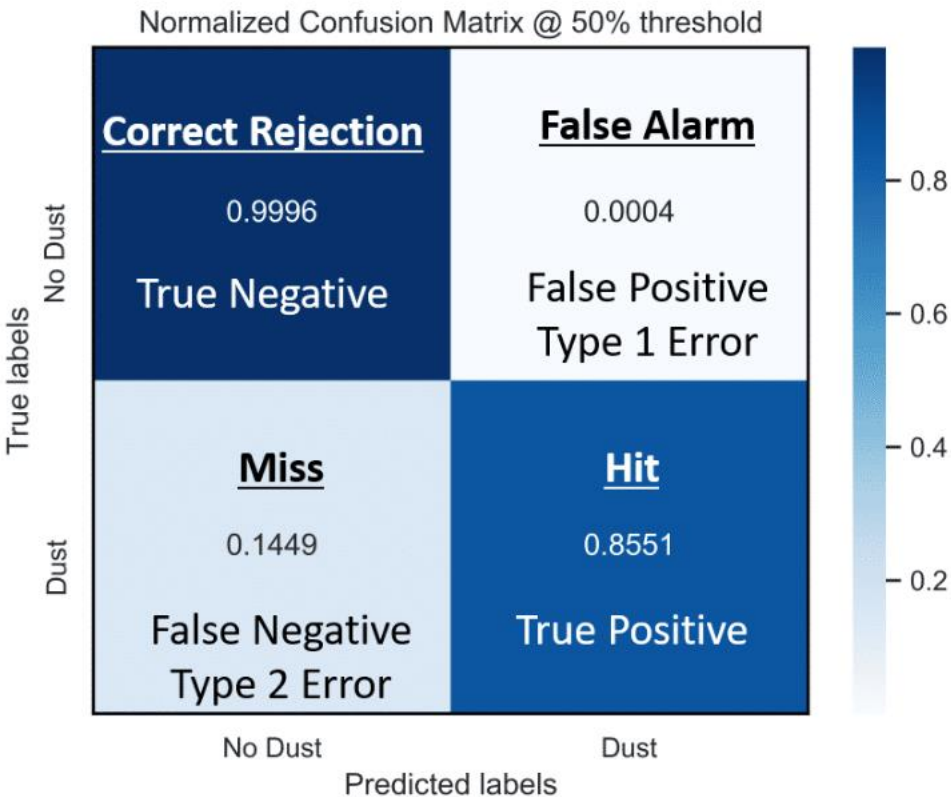 Normalized Confusion Matrix @ 50% threshold
Correct Rejection
0.9996
True Negative
False Alarm
0.0004
False Positive
Type 1 Error
Miss
0.1449
False Negative
Type 2 Error
Hit
0.8551
True Positive
True labels
No Dust
Dust
No Dust
Dust
Predicted labels
0.8
0.6
0.4
0.2